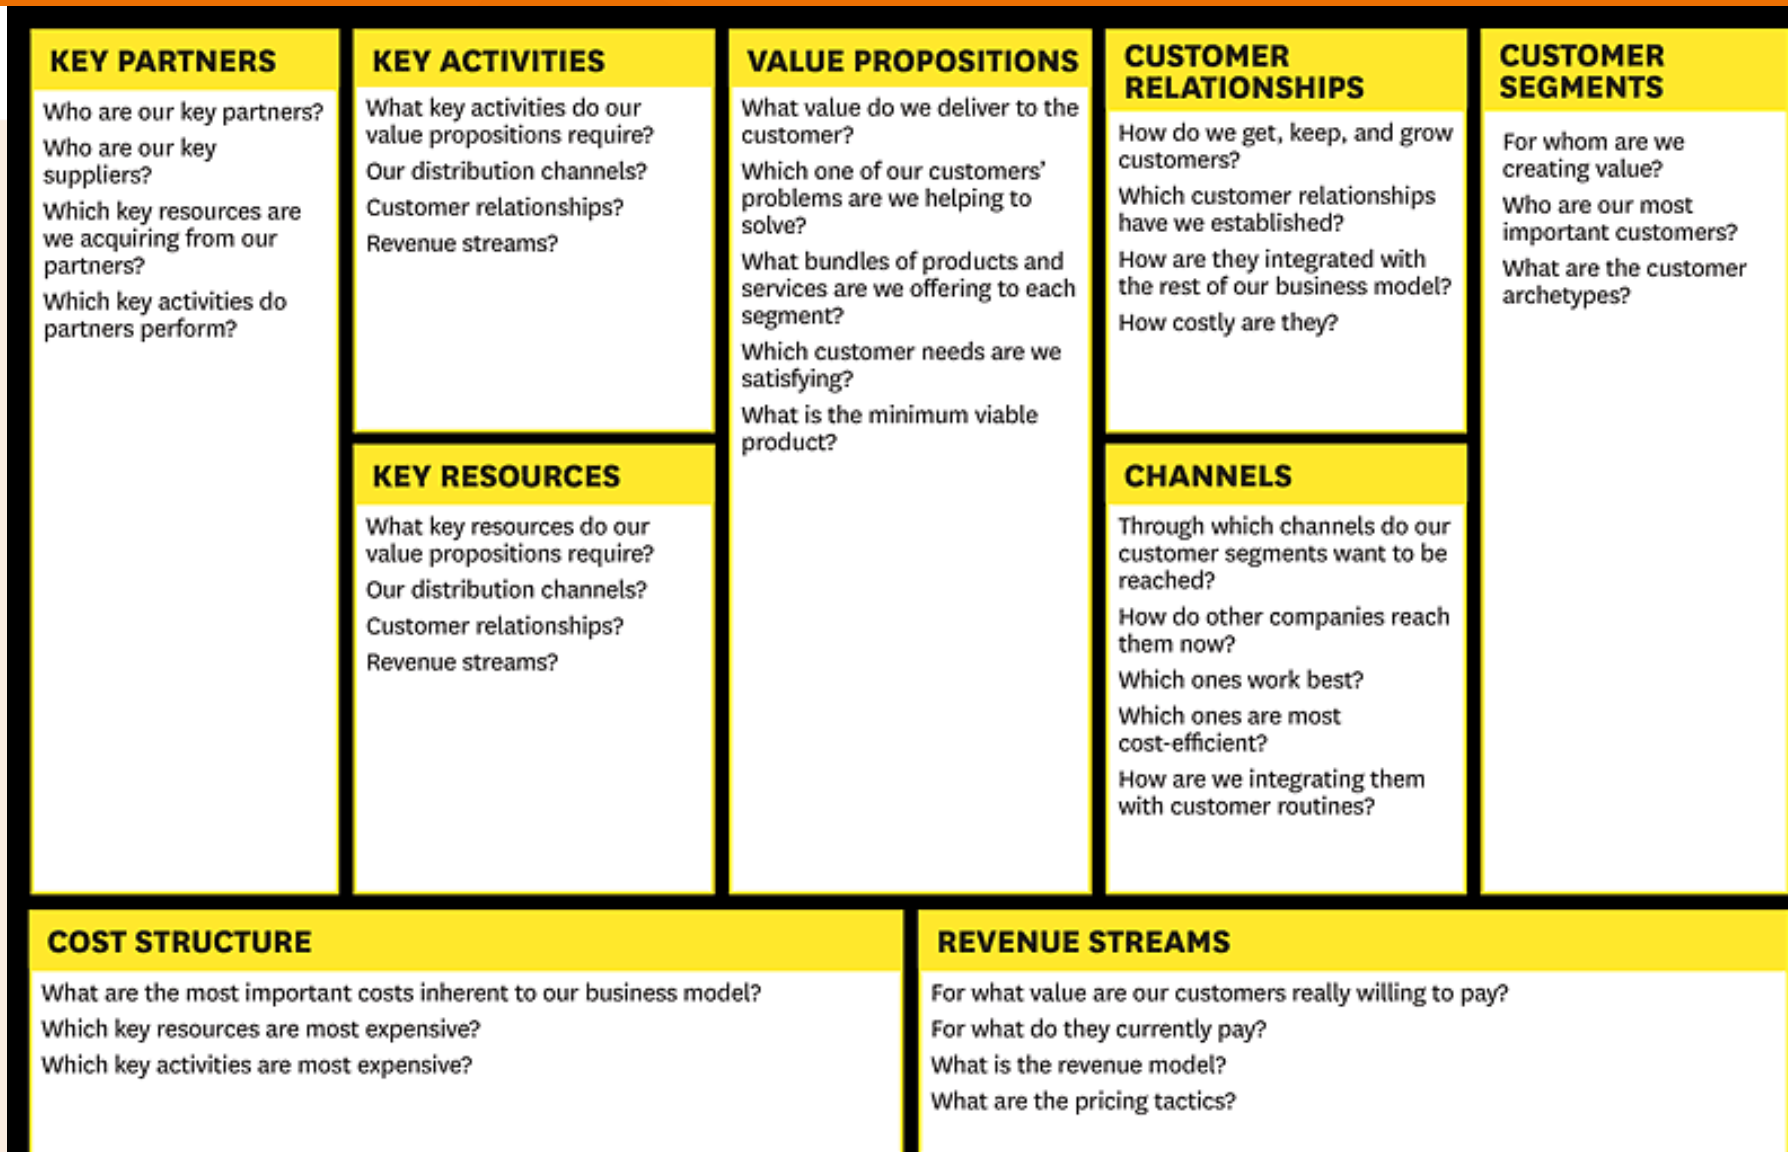 KEY PARTNERS
Who are our key partners?
Who are our key
suppliers?
Which key resources are
we acquiring from our
partners?
Which key activities do
partners perform?
KEY ACTIVITIES
What key activities do our
value propositions require?
Our distribution channels?
Customer relationships?
Revenue streams?
KEY RESOURCES
What key resources do our
value propositions require?
Our distribution channels?
Customer relationships?
Revenue streams?
VALUE PROPOSITIONS
What value do we deliver to the
customer?
Which one of our customers’
problems are we helping to
solve?
What bundles of products and
services are we offering to each
segment?
Which customer needs are we
satisfying?
What is the minimum viable
product?
CUSTOMER
RELATIONSHIPS
How do we get, keep, and grow
customers?
Which customer relationships
have we established?
How are they integrated with
the rest of our business model?
How costly are they?
CHANNELS
Through which channels do our
customer segments want to be
reached?
How do other companies reach
them now?
Which ones work best?
Which ones are most
cost-efficient?
How are we integrating them
with customer routines?
CUSTOMER
SEGMENTS
For whom are we
creating value?
Who are our most
important customers?
What are the customer
archetypes?
COST STRUCTURE
What are the most important costs inherent to our business model?
Which key resources are most expensive?
Which key activities are most expensive?
REVENUE STREAMS
For what value are our customers really willing to pay?
For what do they currently pay?
What is the revenue model?
What are the pricing tactics?